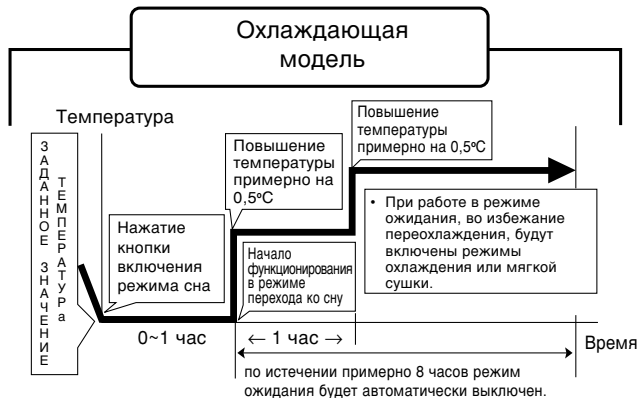 Охлаждающая
модель
Температура
ЗАДАННОЕ ЗНАЧЕНИЕ
ТЕМПЕРАТУРа
Нажатие
кнопки
включения
режима сна
Повышение
температуры
примерно на
0,5°C
Начало
функционирования
в режиме
перехода ко сну
Повышение
температуры
примерно на 0,5°C
• При работе в режиме
ожидания, во избежание
переохлаждения, будут
включены режимы
охлаждения или мягкой
сушки.
0~1 час
← 1 час →
Время
по истечении примерно 8 часов режим
ожидания будет автоматически выключен.